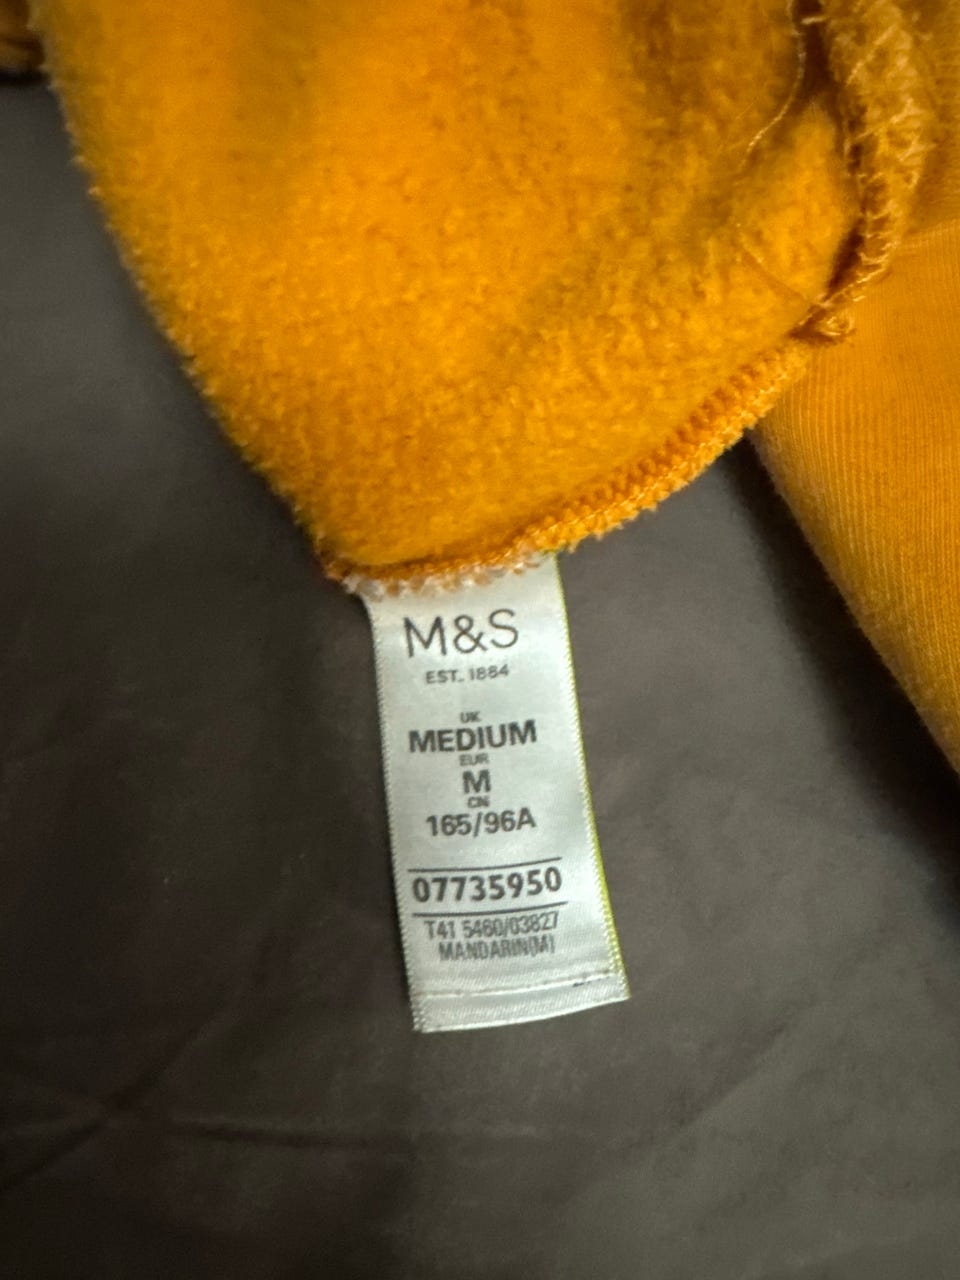 M&S
EST. 1884
UK
MEDIUM
EUR
M
CN
165/96A
07735950
T41 5460/03827
MANDARIN(M)